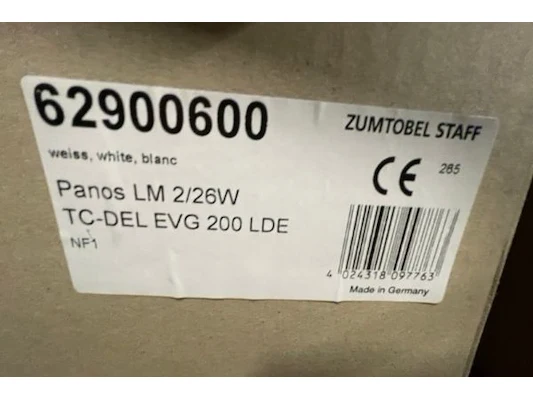 62900600
ZUMTOBEL STAFF
weiss, white, blanc
CE 285
Panos LM 2/26W
TC-DEL EVG 200 LDE
NF1
4 024318 097763
Made in Germany